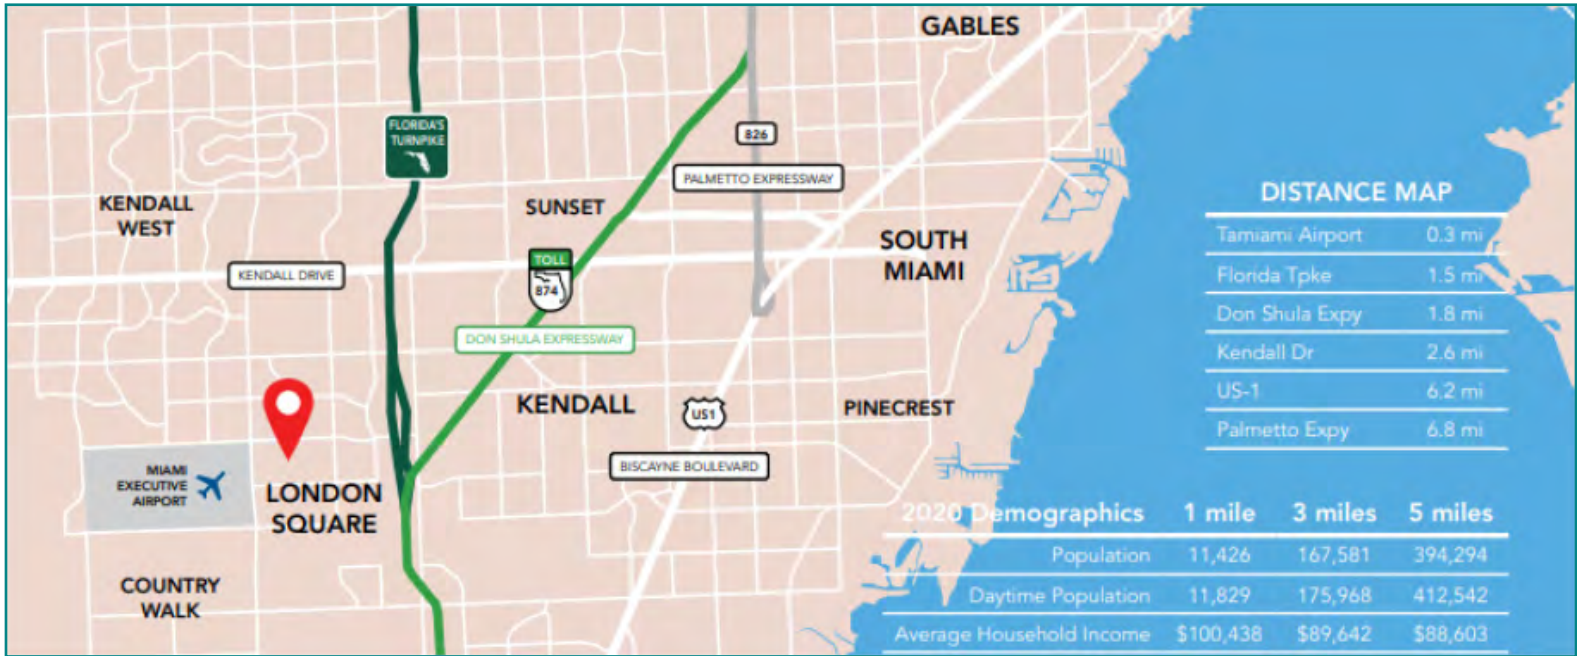 GABLES
FLORIDA'S
TURNPIKE
826
PALMETTO EXPRESSWAY
KENDALL
WEST
SUNSET
SOUTH
MIAMI
KENDALL DRIVE
TOLL
874
DON SHULA EXPRESSWAY
KENDALL
US1
PINECREST
BISCAYNE BOULEVARD
MIAMI
EXECUTIVE
AIRPORT
LONDON
SQUARE
COUNTRY
WALK
DISTANCE MAP
Tamiami Airport 0.3 mi
Florida Tpke 1.5 mi
Don Shula Expy 1.8 mi
Kendall Dr 2.6 mi
US-1 6.2 mi
Palmetto Expy 6.8 mi
2020 Demographics 1 mile 3 miles 5 miles
Population 11,426 167,581 394,294
Daytime Population 11,829 175,968 412,542
Average Household Income $100,438 $89,642 $88,603